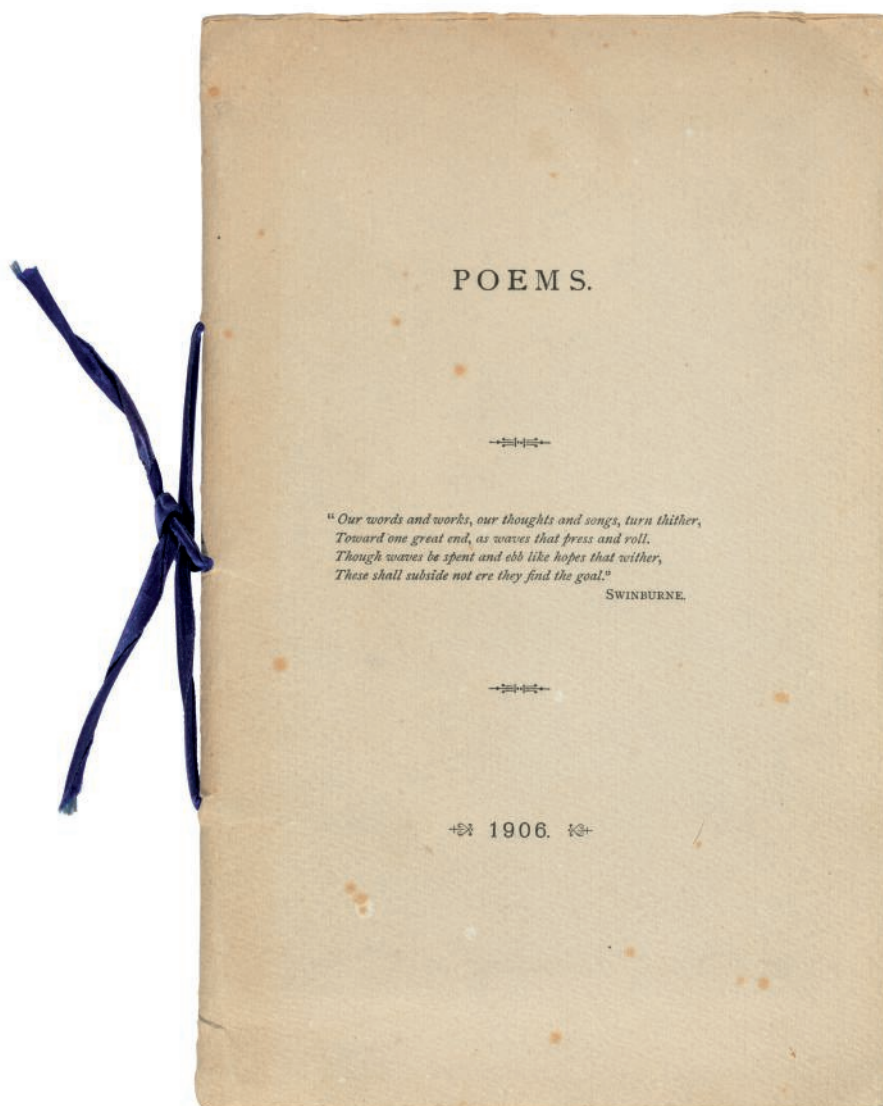 POEMS.
“Our words and works, our thoughts and songs, turn thither,
Toward one great end, as waves that press and roll.
Though waves be spent and ebb like hopes that wither,
These shall subside not ere they find the goal.”
SWINBURNE.
1906.